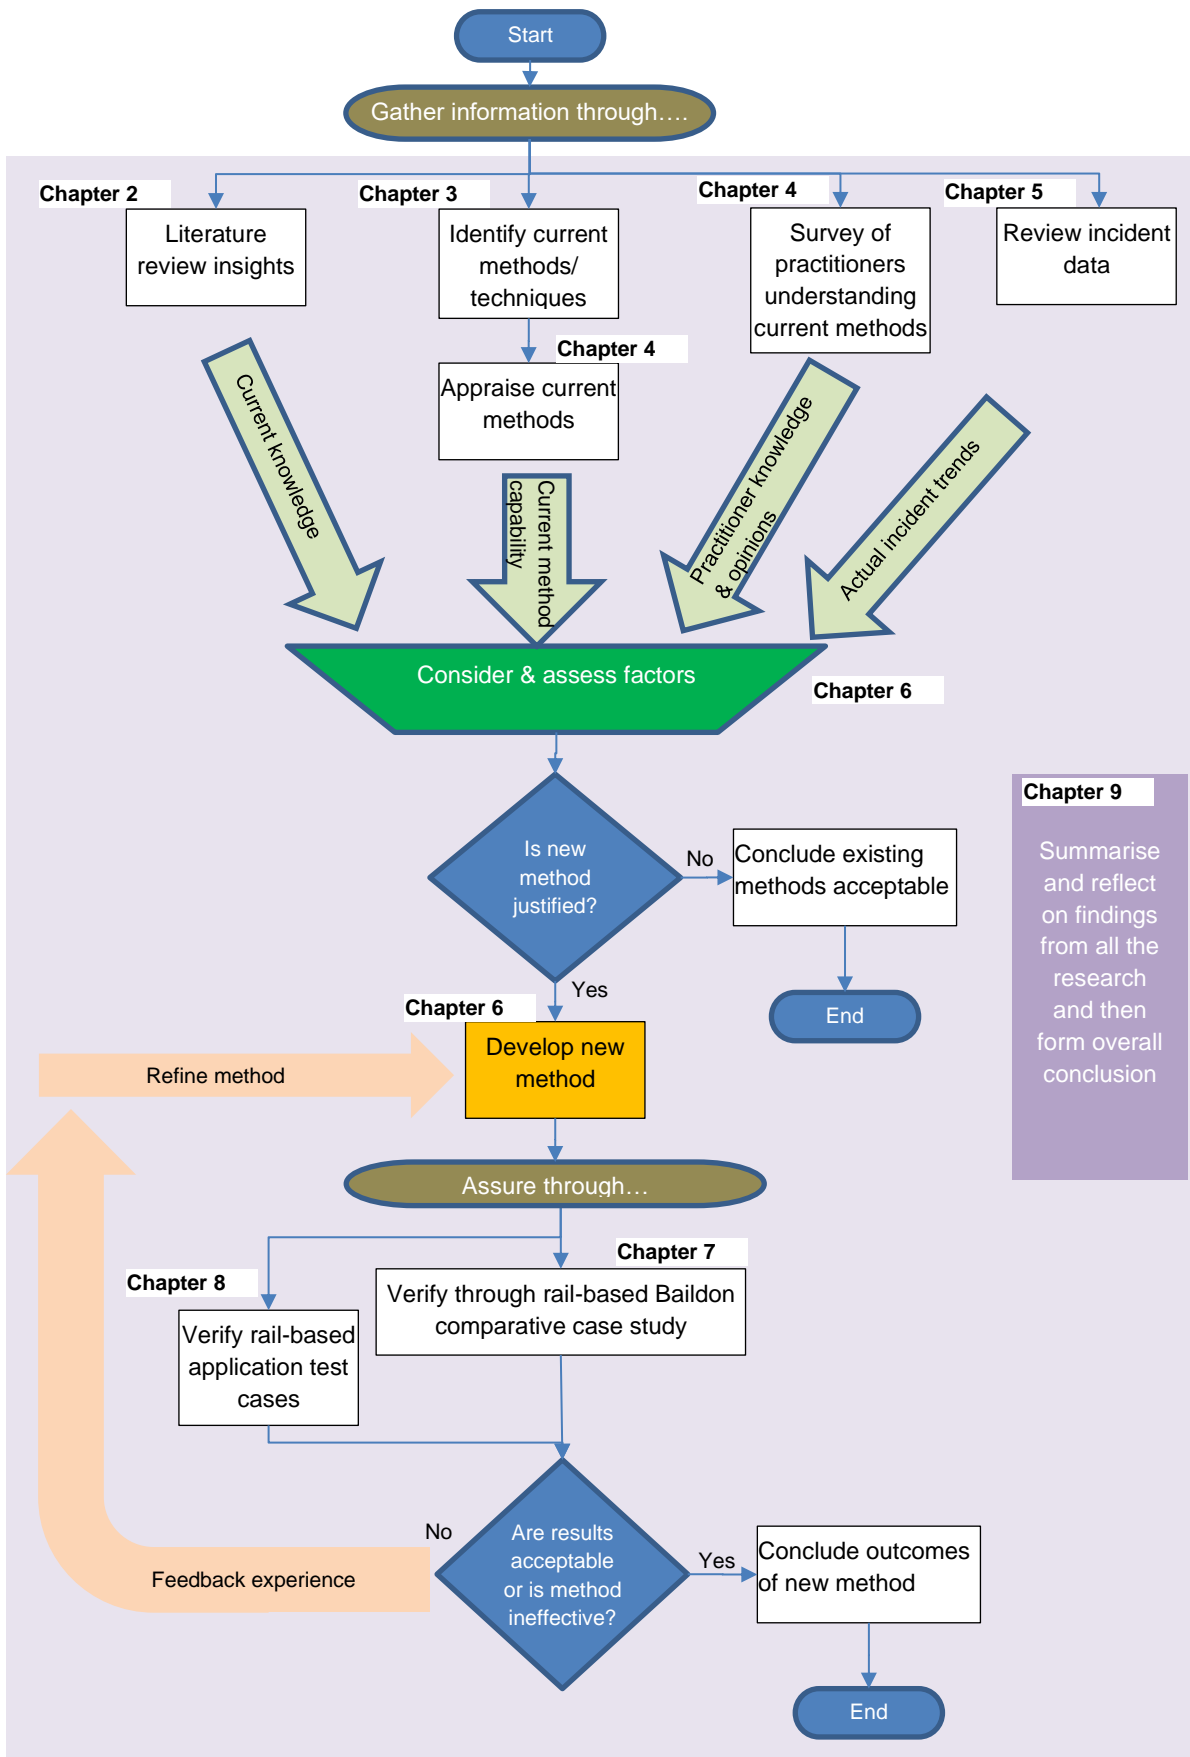 Start
Gather information through….
Chapter 2
Literature
review insights
Chapter 3
Identify current
methods/
techniques
Chapter 4
Appraise current
methods
Chapter 4
Survey of
practitioners
understanding
current methods
Chapter 5
Review incident
data
Current knowledge
Current method
capability
Practitioner knowledge
& opinions
Actual incident trends
Consider & assess factors
Chapter 6
Is new
method
justified?
No
Conclude existing
methods acceptable
End
Yes
Chapter 9
Summarise
and reflect
on findings
from all the
research
and then
form overall
conclusion
Chapter 6
Develop new
method
Refine method
Assure through…
Chapter 7
Verify through rail-based Baildon
comparative case study
Chapter 8
Verify rail-based
application test
cases
Are results
acceptable
or is method
ineffective?
No
Feedback experience
Yes
Conclude outcomes
of new method
End